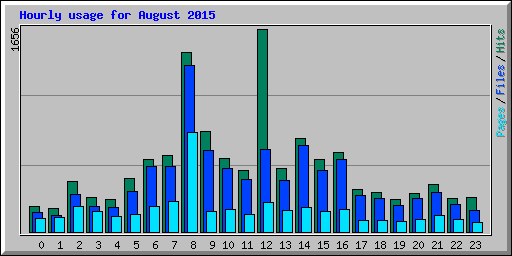 Hourly usage for August 2015
1656
Pages/Files/Hits
0 1 2 3 4 5 6 7 8 9 10 11 12 13 14 15 16 17 18 19 20 21 22 23